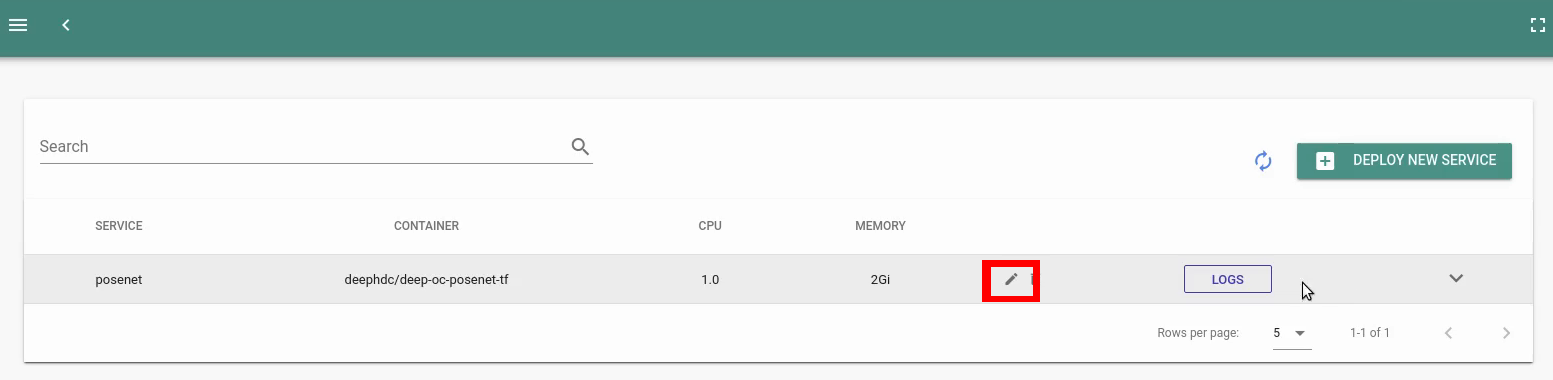 Search
DEPLOY NEW SERVICE
SERVICE CONTAINER CPU MEMORY
posenet deephdc/deep-oc-posenet-tf 1.0 2Gi LOGS
Rows per page: 5 1-1 of 1